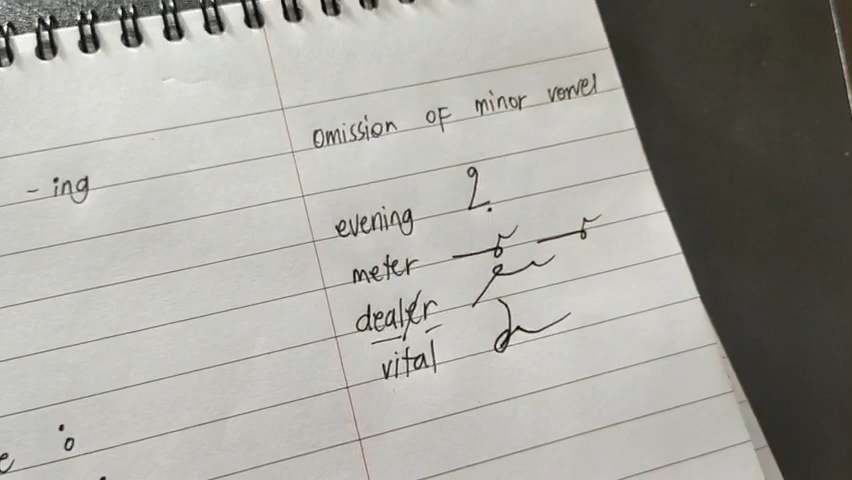 omission of minor vowel
- ing
evening
meter
dealer
vital
e :